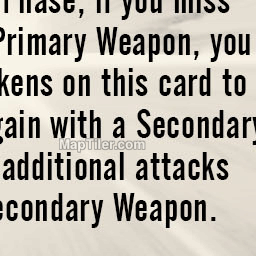 Phase, if you miss
Primary Weapon, you
kens on this card to
gain with a Secondary
additional attacks
econdary Weapon.
MapTiler.com